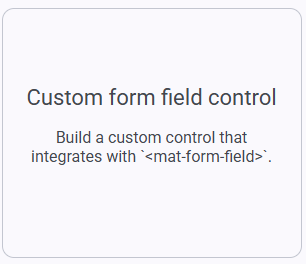 Custom form field control
Build a custom control that
integrates with `<mat-form-field>`.